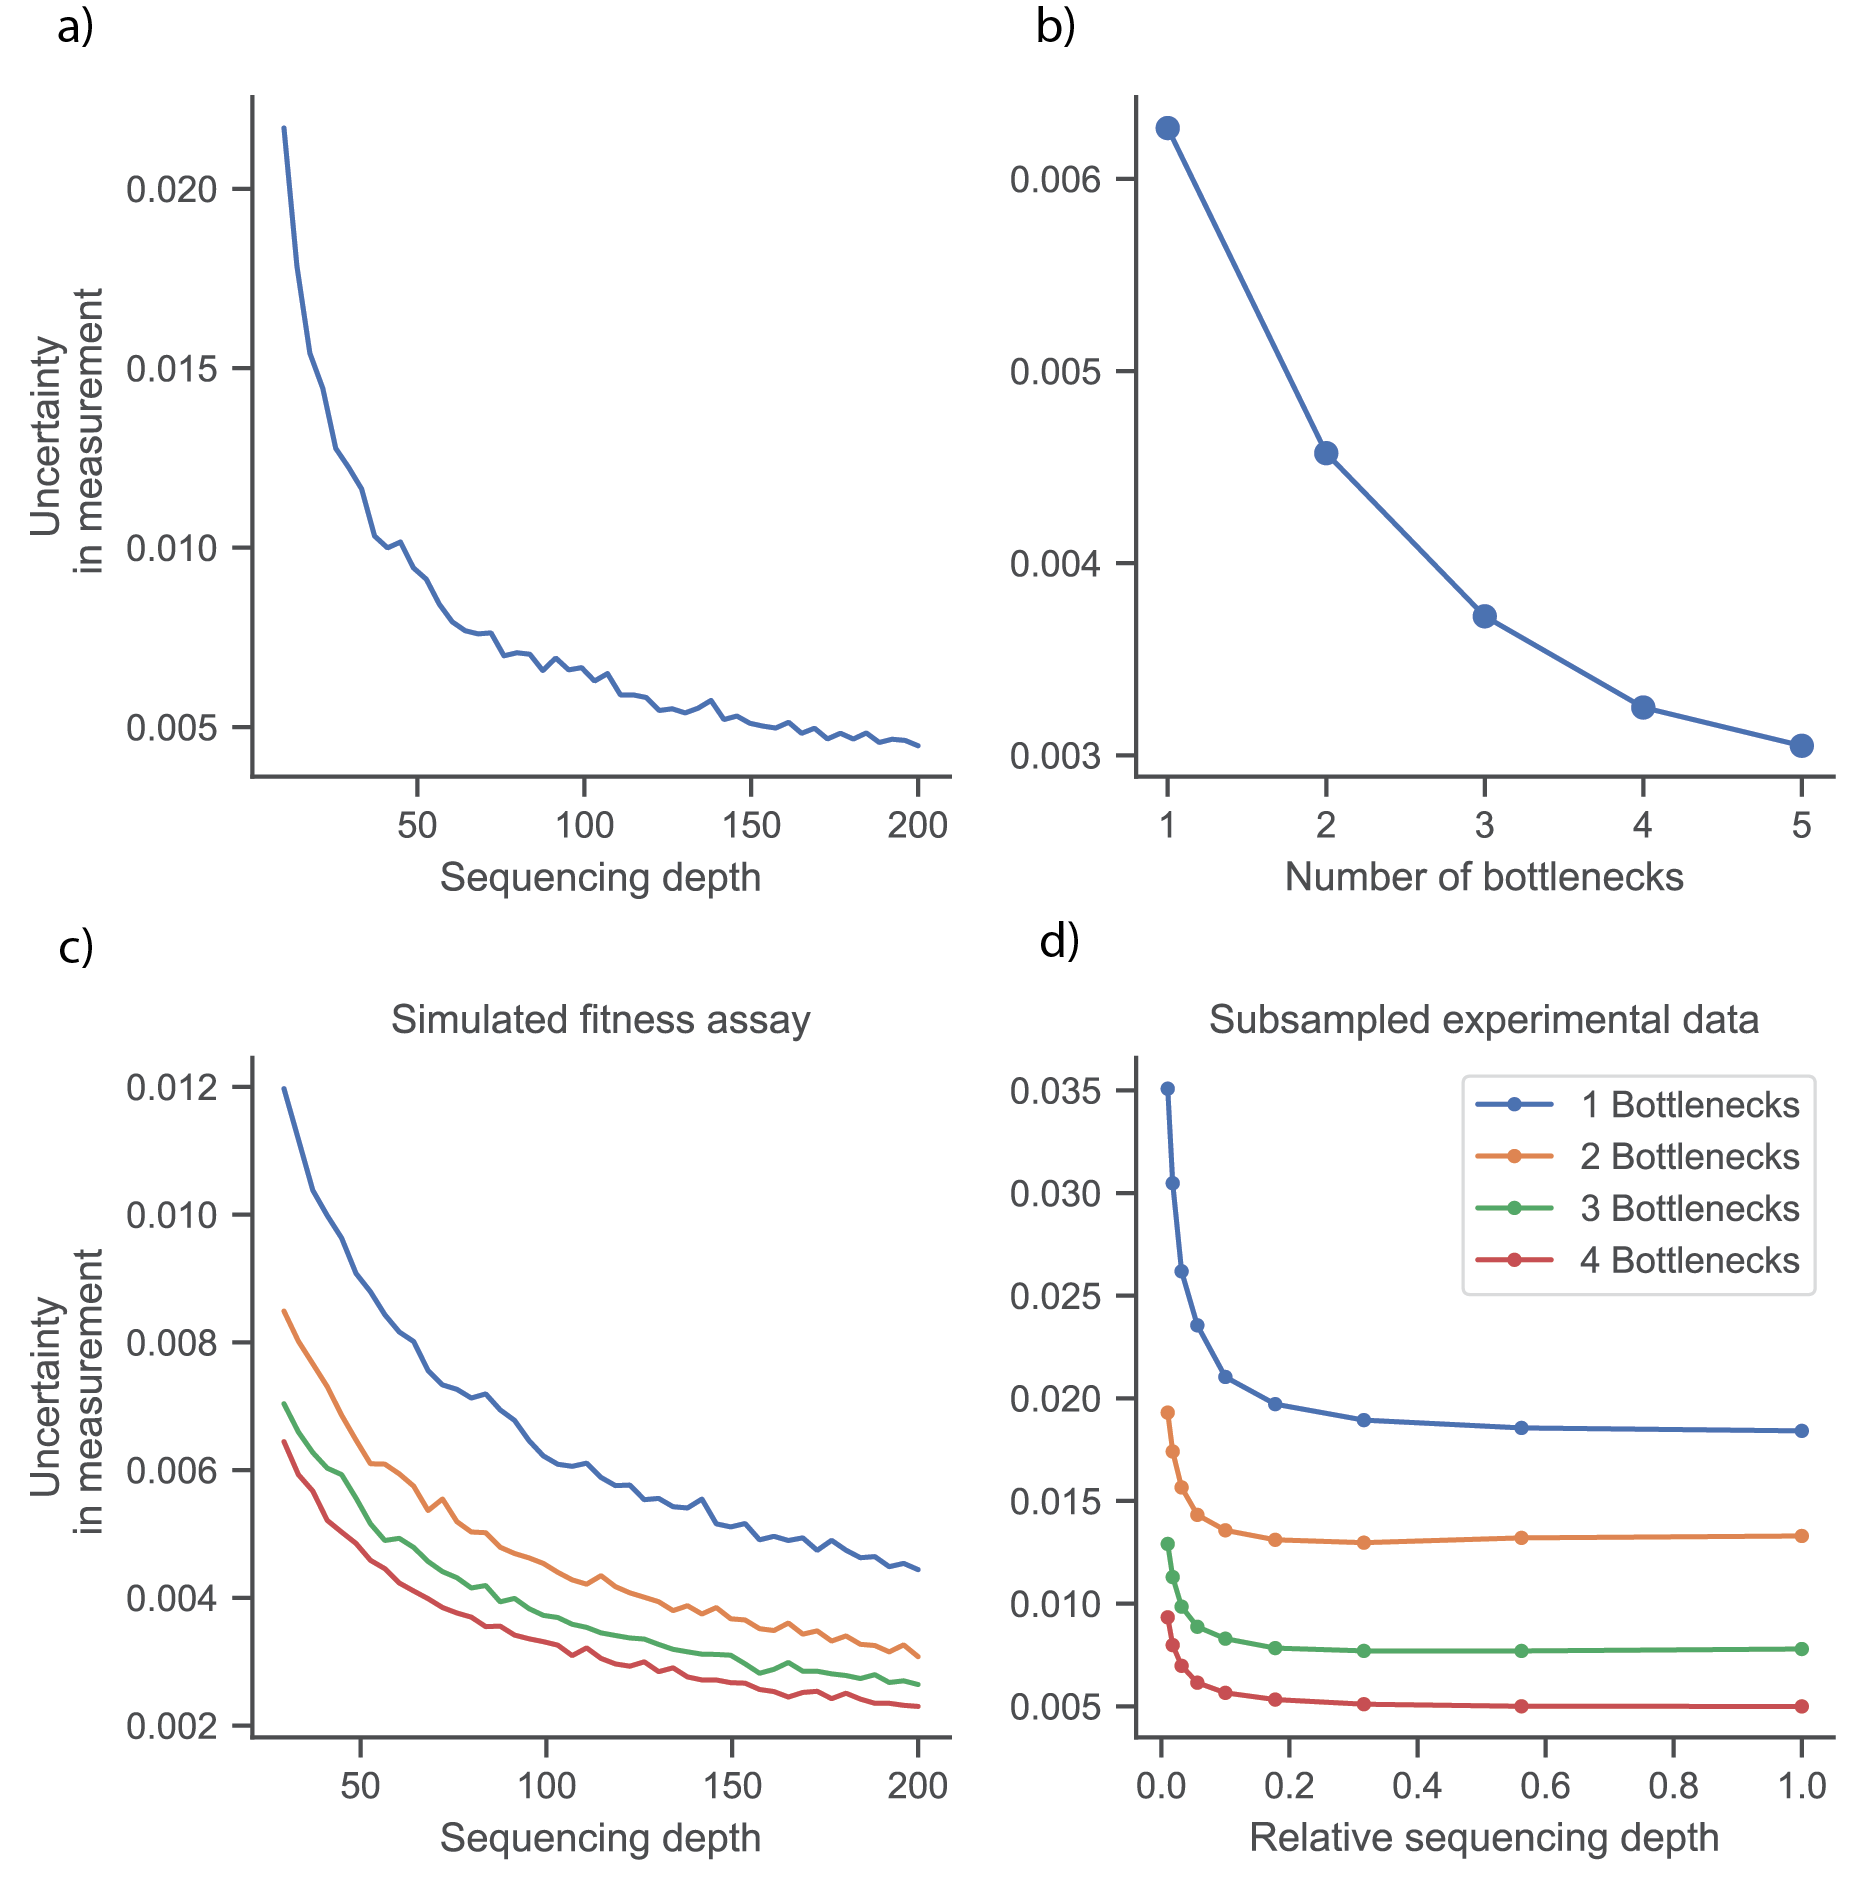 a)
Uncertainty
in measurement
0.020
0.015
0.010
0.005
50 100 150 200
Sequencing depth
b)
0.006
0.005
0.004
0.003
1 2 3 4 5
Number of bottlenecks
c)
Simulated fitness assay
Uncertainty
in measurement
0.012
0.010
0.008
0.006
0.004
0.002
50 100 150 200
Sequencing depth
d)
Subsampled experimental data
0.035
0.030
0.025
0.020
0.015
0.010
0.005
1 Bottlenecks
2 Bottlenecks
3 Bottlenecks
4 Bottlenecks
0.0 0.2 0.4 0.6 0.8 1.0
Relative sequencing depth